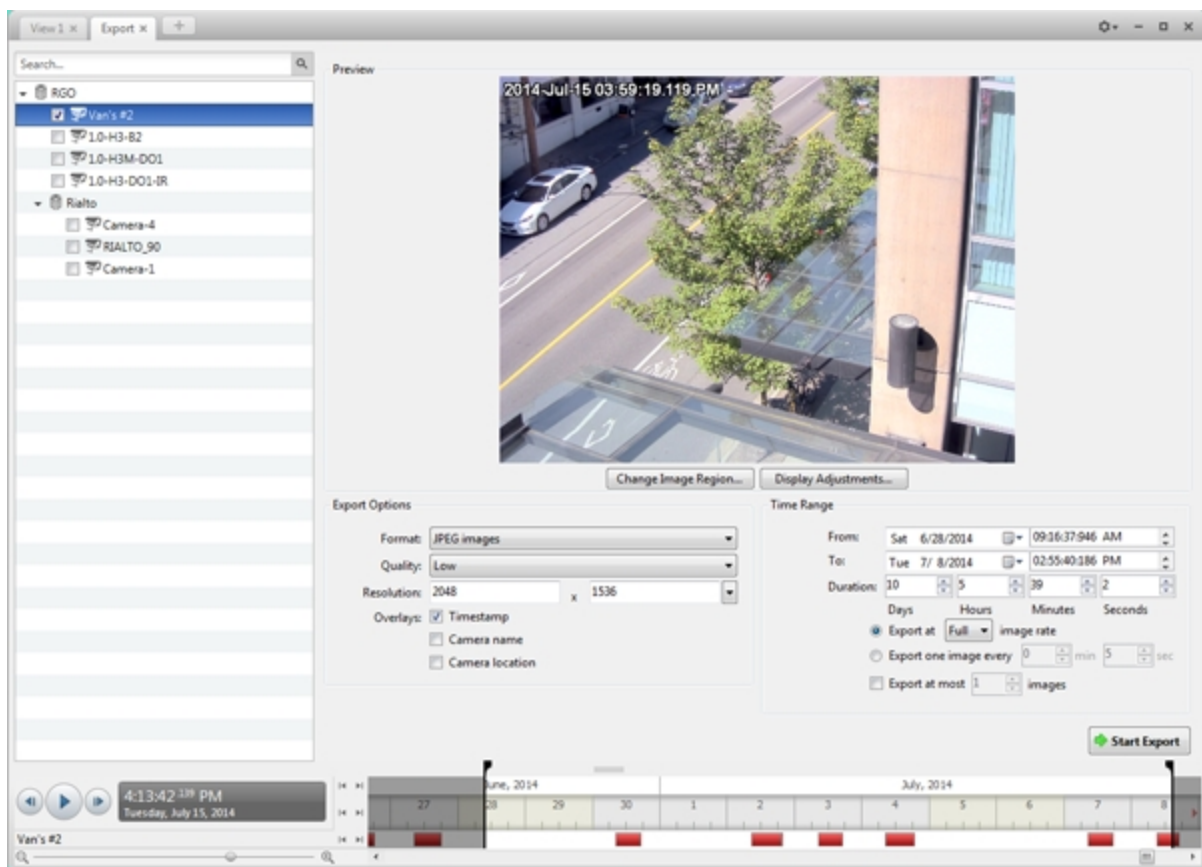 View 1 Export
Search...
RGO
Van's #2
1.0-H3-B2
1.0-H3M-DO1
1.0-H3-DO1-IR
Rialto
Camera-4
RIALTO_90
Camera-1
Preview
2014-Jul-15 03:59:19.119 PM
Change Image Region... Display Adjustments...
Export Options
Format: JPEG images
Quality: Low
Resolution: 2048 x 1536
Overlays: Timestamp
Camera name
Camera location
Time Range
From: Sat 6/28/2014 09:16:37:946 AM
To: Tue 7/ 8/2014 02:55:40:186 PM
Duration: 10 5 39 2
Days Hours Minutes Seconds
Export at Full image rate
Export one image every 0 min 5 sec
Export at most 1 images
Start Export
4:13:42.139 PM
Tuesday, July 15, 2014
June, 2014 July, 2014
27 28 29 30 1 2 3 4 5 6 7 8
Van's #2